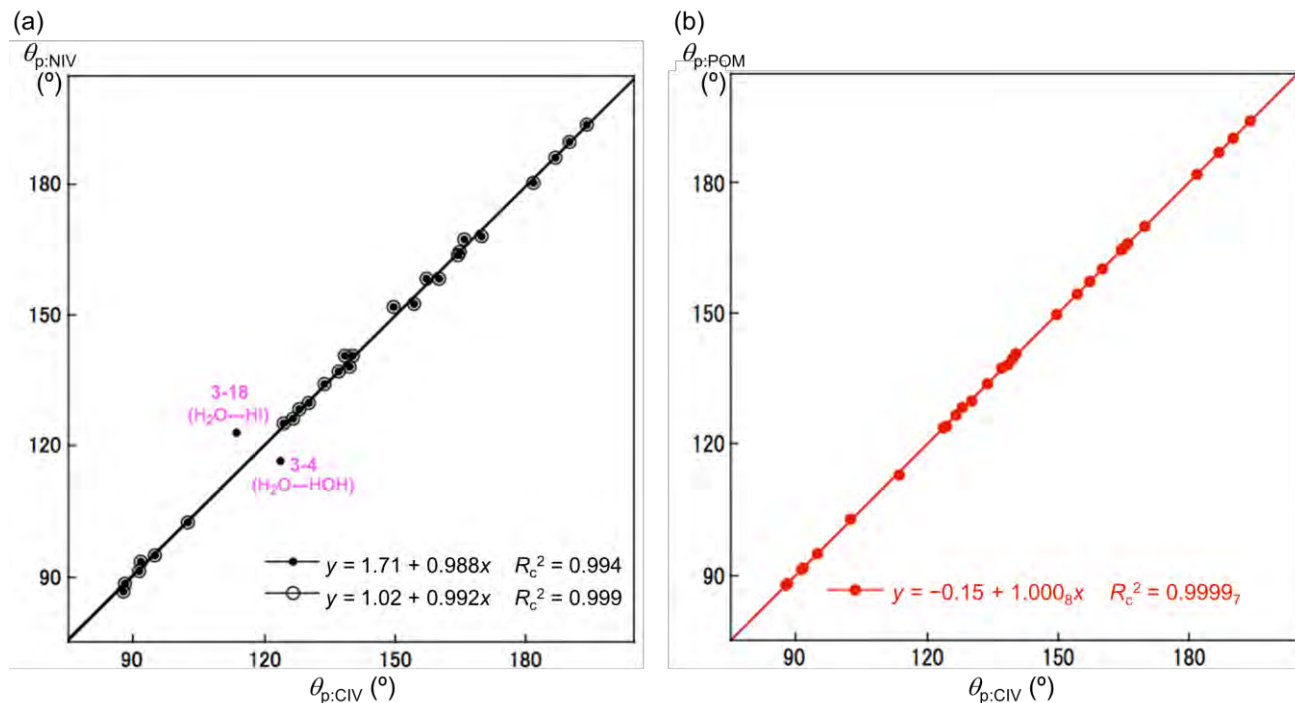 (a)
θp:NIV
(º)
180
150
120
90
3-18
(H₂O—HI)
3-4
(H₂O—HOH)
y = 1.71 + 0.988x Rc² = 0.994
y = 1.02 + 0.992x Rc² = 0.999
90 120 150 180
θp:CIV (º)
(b)
θp:POM
(º)
180
150
120
90
y = −0.15 + 1.000₈x Rc² = 0.9999₇
90 120 150 180
θp:CIV (º)